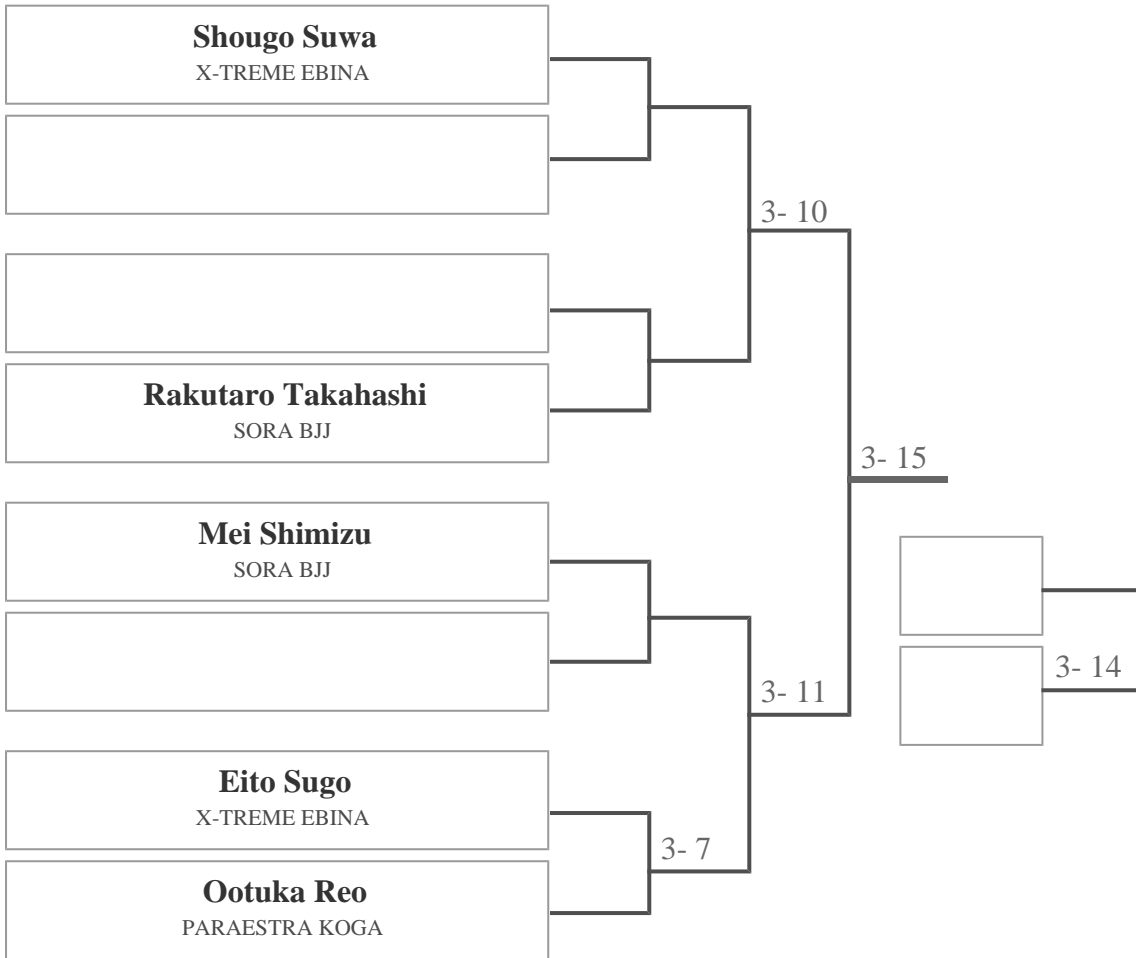 Shougo Suwa
X-TREME EBINA
3- 10
Rakutaro Takahashi
SORA BJJ
3- 15
Mei Shimizu
SORA BJJ
3- 14
3- 11
Eito Sugo
X-TREME EBINA
3- 7
Ootuka Reo
PARAESTRA KOGA